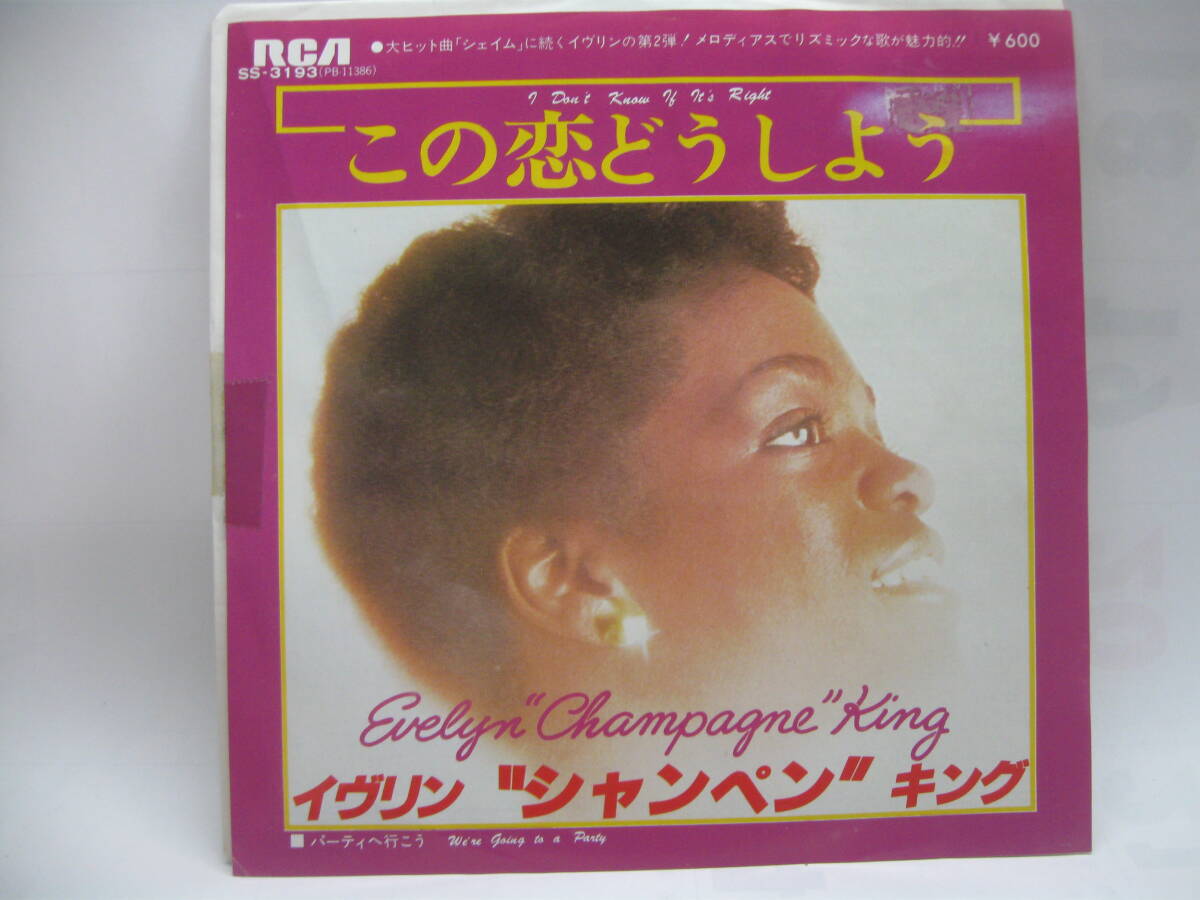 RCA
●大ヒット曲「シェイム」に続くイヴリンの第2弾! メロディアスでリズミックな歌が魅力的!! ¥600
SS-3193(PB-11386)
I Don't Know If It's Right
この恋どうしよう
Evelyn "Champagne" King
イヴリン "シャンペン" キング
■ パーティへ行こう We're Going to a Party